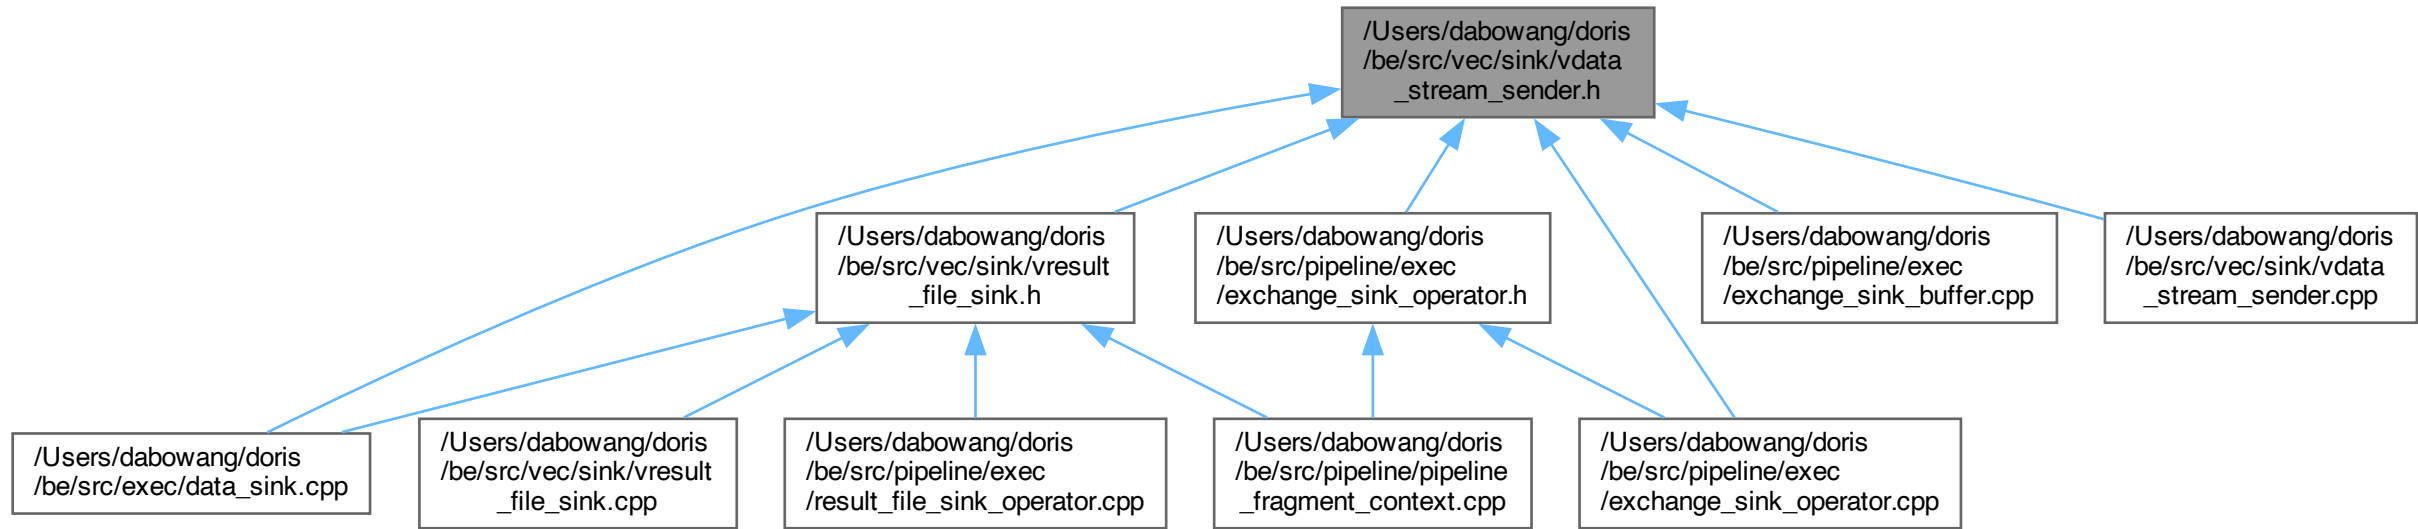 /Users/dabowang/doris
/be/src/vec/sink/vdata
_stream_sender.h
/Users/dabowang/doris
/be/src/vec/sink/vresult
_file_sink.h
/Users/dabowang/doris
/be/src/pipeline/exec
/exchange_sink_operator.h
/Users/dabowang/doris
/be/src/pipeline/exec
/exchange_sink_buffer.cpp
/Users/dabowang/doris
/be/src/vec/sink/vdata
_stream_sender.cpp
/Users/dabowang/doris
/be/src/exec/data_sink.cpp
/Users/dabowang/doris
/be/src/vec/sink/vresult
_file_sink.cpp
/Users/dabowang/doris
/be/src/pipeline/exec
/result_file_sink_operator.cpp
/Users/dabowang/doris
/be/src/pipeline/pipeline
_fragment_context.cpp
/Users/dabowang/doris
/be/src/pipeline/exec
/exchange_sink_operator.cpp